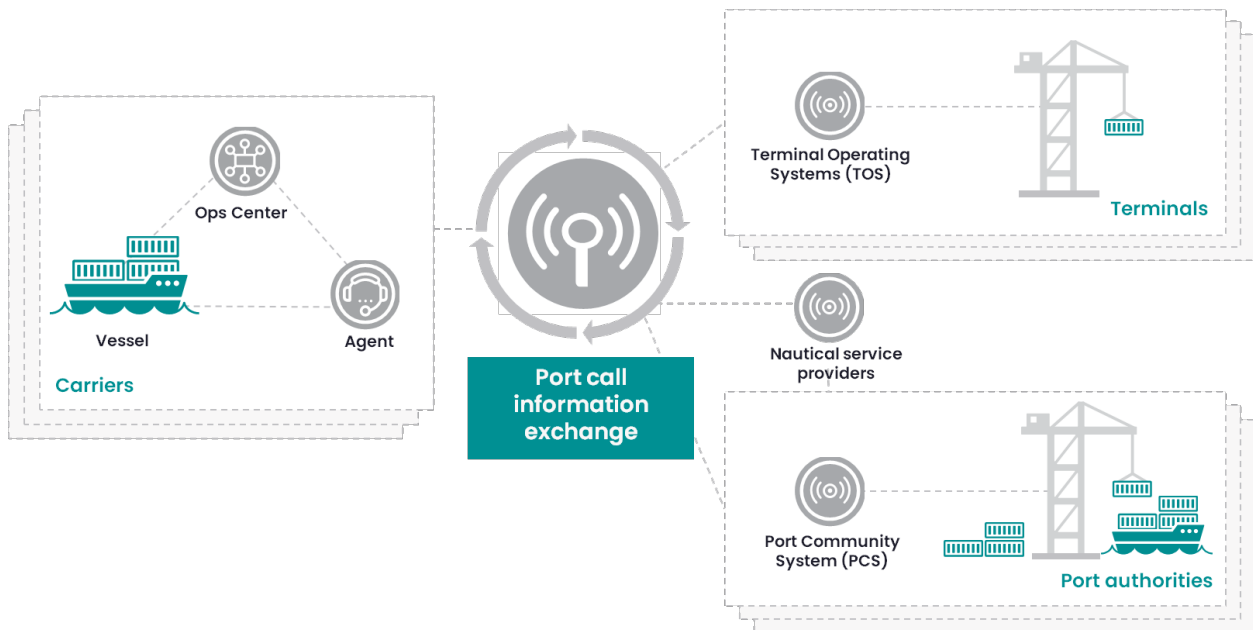 Ops Center
Vessel
Agent
Carriers
Port call
information
exchange
Terminal Operating
Systems (TOS)
Terminals
Nautical service
providers
Port Community
System (PCS)
Port authorities